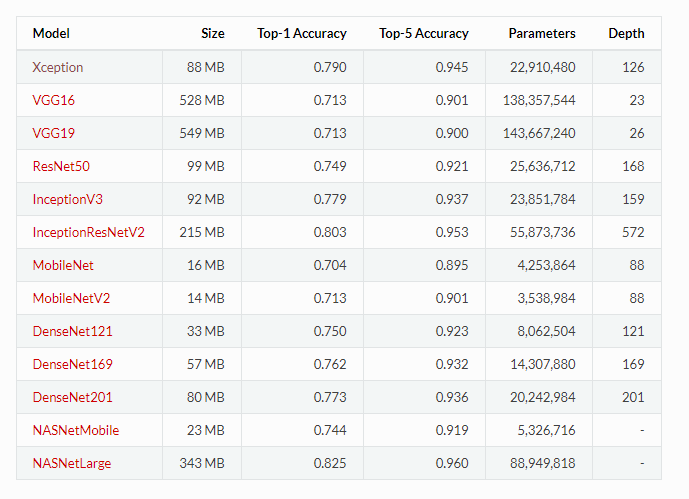 Model Size Top-1 Accuracy Top-5 Accuracy Parameters Depth
Xception 88 MB 0.790 0.945 22,910,480 126
VGG16 528 MB 0.713 0.901 138,357,544 23
VGG19 549 MB 0.713 0.900 143,667,240 26
ResNet50 99 MB 0.749 0.921 25,636,712 168
InceptionV3 92 MB 0.779 0.937 23,851,784 159
InceptionResNetV2 215 MB 0.803 0.953 55,873,736 572
MobileNet 16 MB 0.704 0.895 4,253,864 88
MobileNetV2 14 MB 0.713 0.901 3,538,984 88
DenseNet121 33 MB 0.750 0.923 8,062,504 121
DenseNet169 57 MB 0.762 0.932 14,307,880 169
DenseNet201 80 MB 0.773 0.936 20,242,984 201
NASNetMobile 23 MB 0.744 0.919 5,326,716 -
NASNetLarge 343 MB 0.825 0.960 88,949,818 -